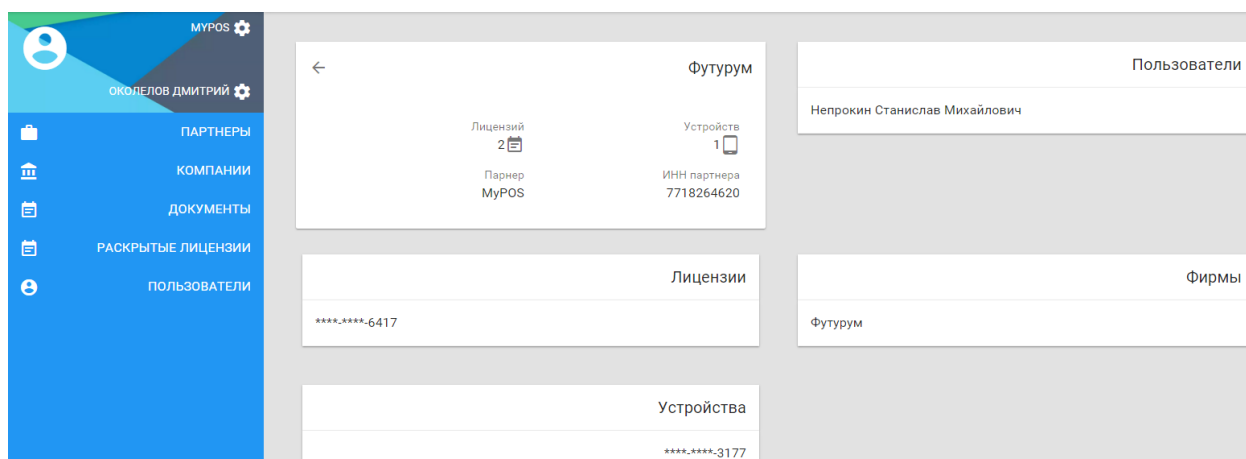 MYPOS
ОКОЛЕЛОВ ДМИТРИЙ
ПАРТНЕРЫ
КОМПАНИИ
ДОКУМЕНТЫ
РАСКРЫТЫЕ ЛИЦЕНЗИИ
ПОЛЬЗОВАТЕЛИ
Футурум
Лицензий Устройств
2 1
Парнер ИНН партнера
MyPOS 7718264620
Пользователи
Непрокин Станислав Михайлович
Лицензии
****-****-6417
Фирмы
Футурум
Устройства
****-****-3177